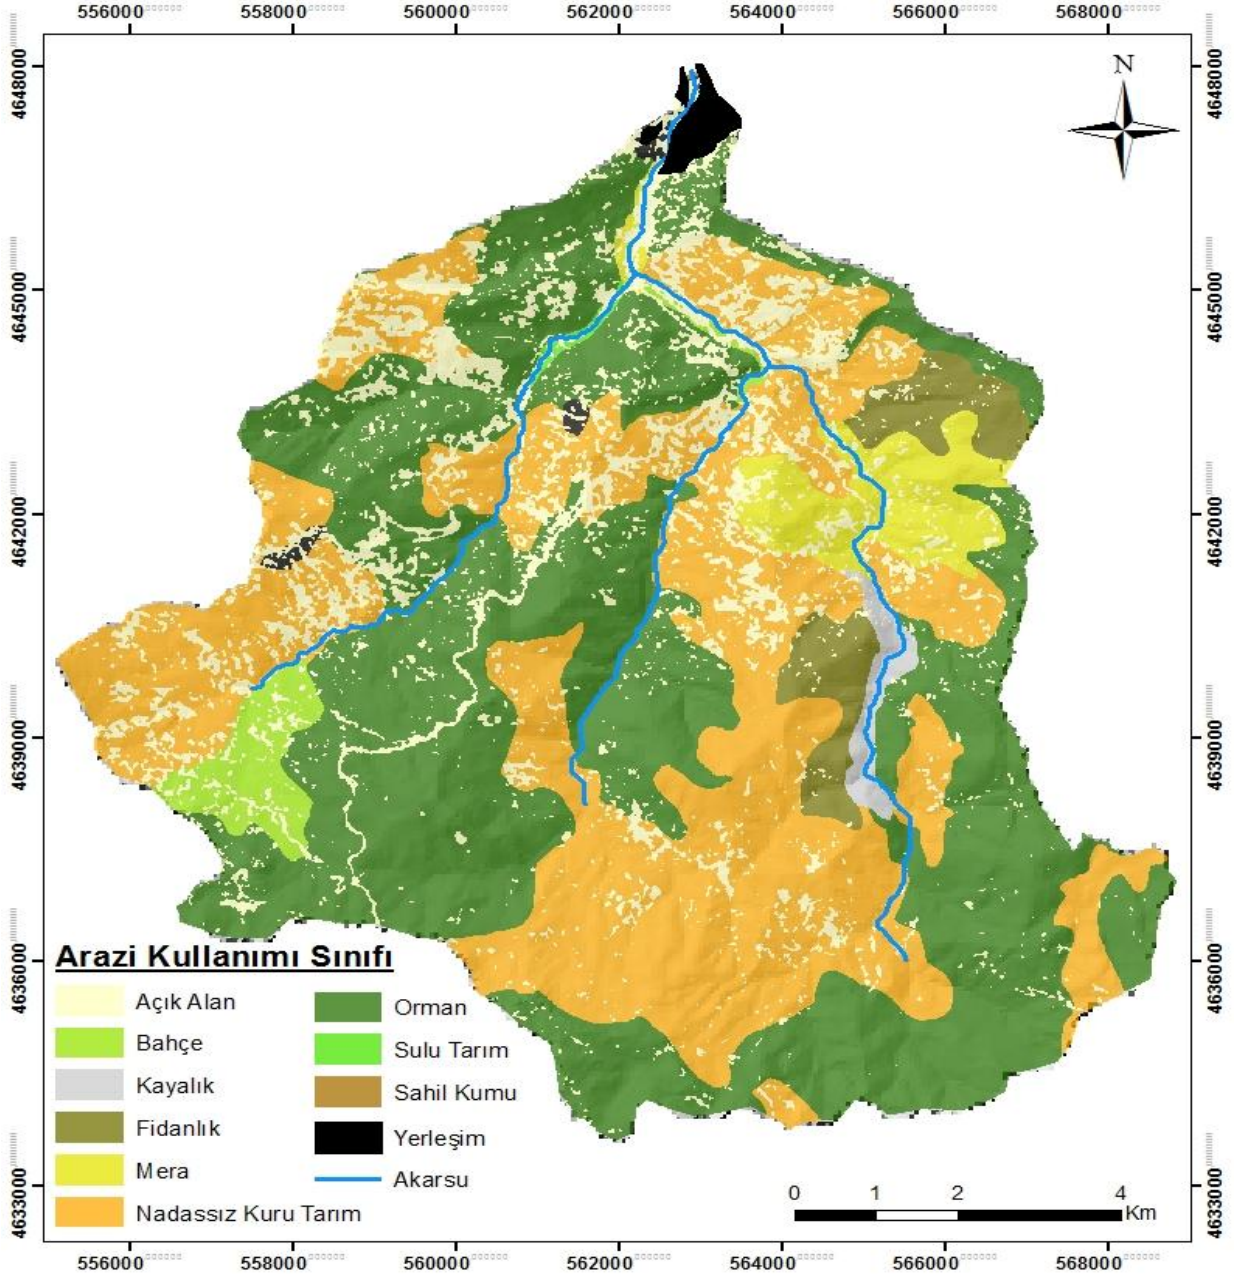 556000 558000 560000 562000 564000 566000 568000
4648000 4648000
N
4645000 4645000
4642000 4642000
4639000 4639000
4636000 4636000
4633000 4633000
Arazi Kullanımı Sınıfı
Açık Alan
Bahçe
Kayalık
Fidanlık
Mera
Nadassız Kuru Tarım
Orman
Sulu Tarım
Sahil Kumu
Yerleşim
Akarsu
0 1 2 4
Km
556000 558000 560000 562000 564000 566000 568000